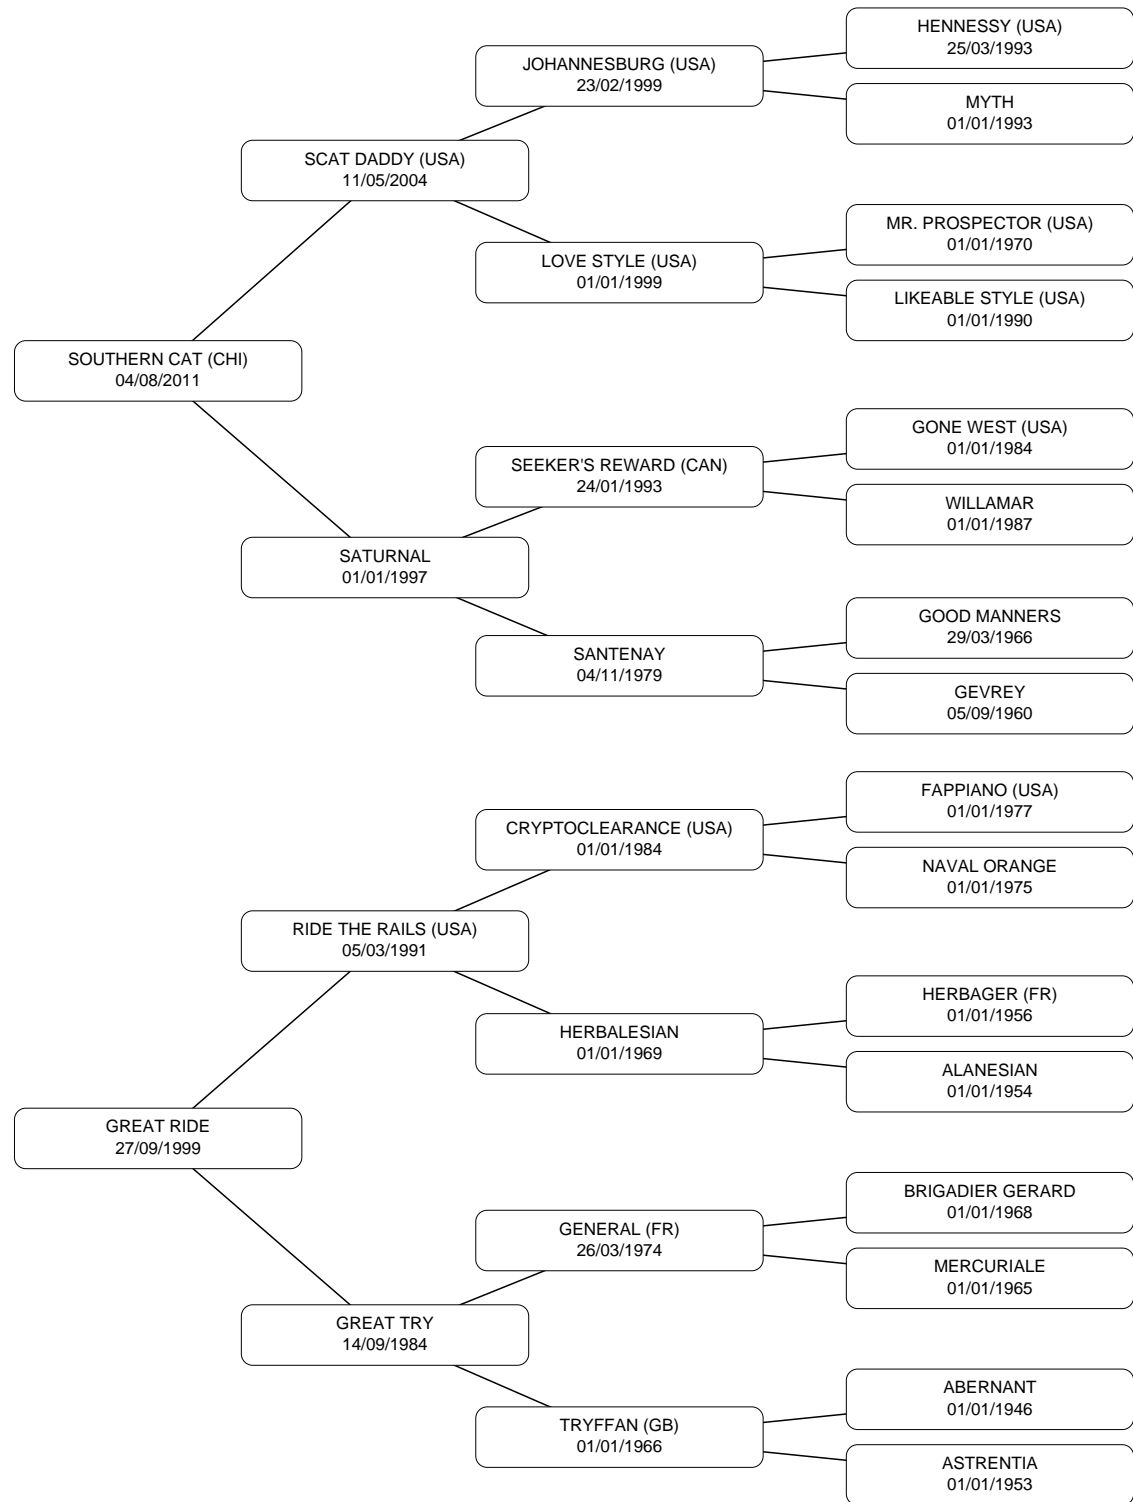 HENNESSY (USA)
25/03/1993
JOHANNESBURG (USA)
23/02/1999
MYTH
01/01/1993
SCAT DADDY (USA)
11/05/2004
MR. PROSPECTOR (USA)
01/01/1970
LOVE STYLE (USA)
01/01/1999
LIKEABLE STYLE (USA)
01/01/1990
SOUTHERN CAT (CHI)
04/08/2011
GONE WEST (USA)
01/01/1984
SEEKER'S REWARD (CAN)
24/01/1993
WILLAMAR
01/01/1987
SATURNAL
01/01/1997
GOOD MANNERS
29/03/1966
SANTENAY
04/11/1979
GEVREY
05/09/1960
FAPPIANO (USA)
01/01/1977
CRYPTOCLEARANCE (USA)
01/01/1984
NAVAL ORANGE
01/01/1975
RIDE THE RAILS (USA)
05/03/1991
HERBAGER (FR)
01/01/1956
HERBALESIAN
01/01/1969
ALANESIAN
01/01/1954
GREAT RIDE
27/09/1999
BRIGADIER GERARD
01/01/1968
GENERAL (FR)
26/03/1974
MERCURIALE
01/01/1965
GREAT TRY
14/09/1984
ABERNANT
01/01/1946
TRYFFAN (GB)
01/01/1966
ASTRENTIA
01/01/1953